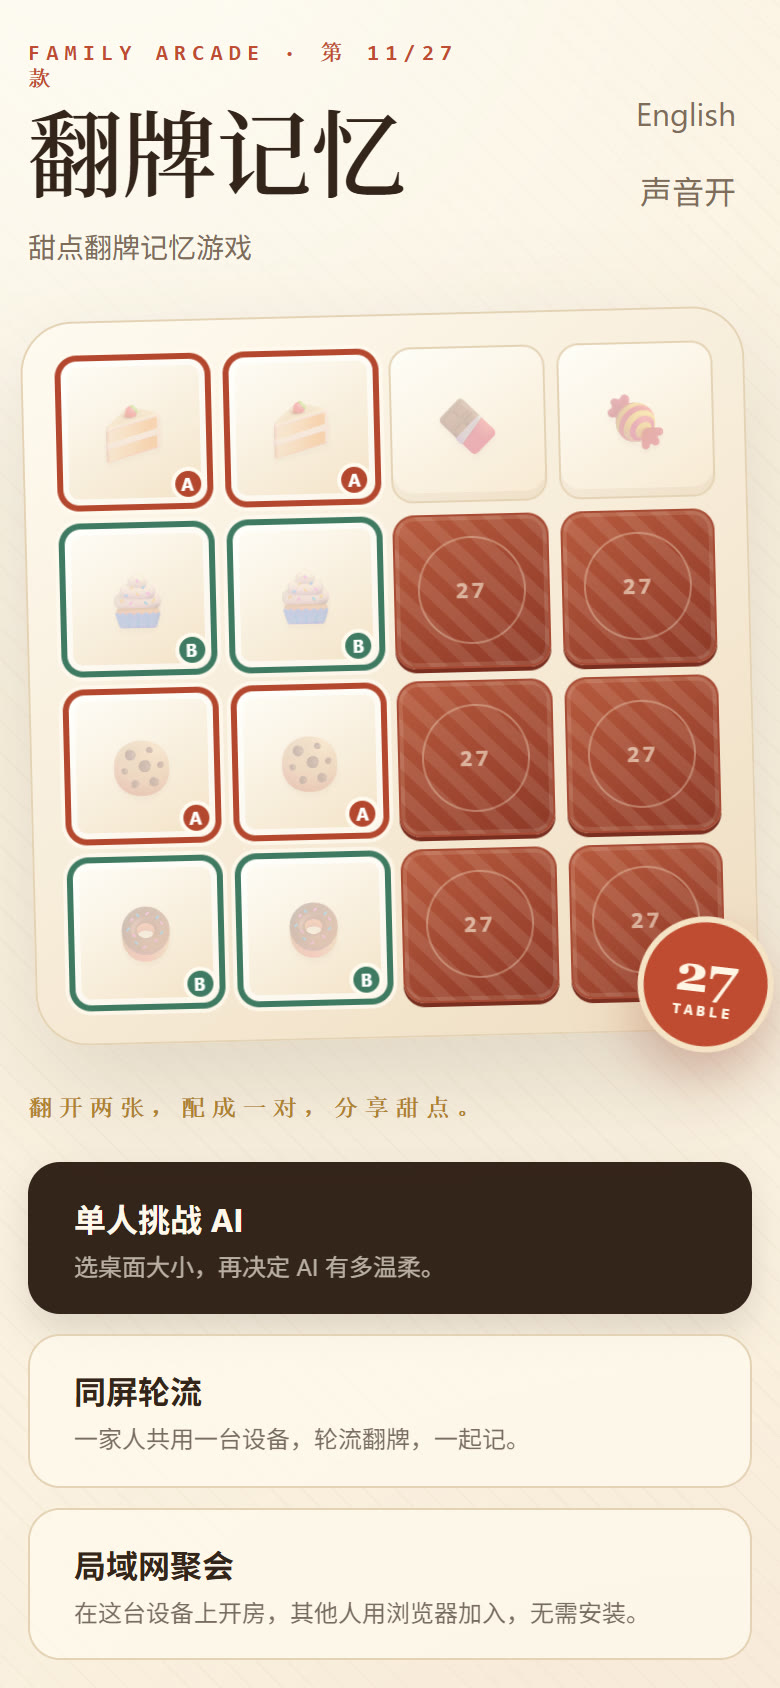 FAMILY ARCADE · 第 11/27
款
翻牌记忆
English
声音开
甜点翻牌记忆游戏
A
A
B
B
27
27
A
A
27
27
B
B
27
27
27
TABLE
翻开两张，配成一对，分享甜点。
单人挑战 AI
选桌面大小，再决定 AI 有多温柔。
同屏轮流
一家人共用一台设备，轮流翻牌，一起记。
局域网聚会
在这台设备上开房，其他人用浏览器加入，无需安装。